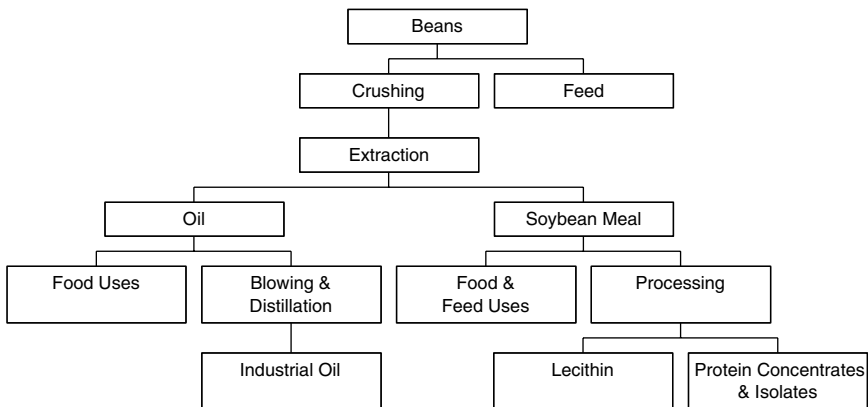 Beans
Crushing
Feed
Extraction
Oil
Soybean Meal
Food Uses
Blowing &
Distillation
Food &
Feed Uses
Processing
Industrial Oil
Lecithin
Protein Concentrates
& Isolates